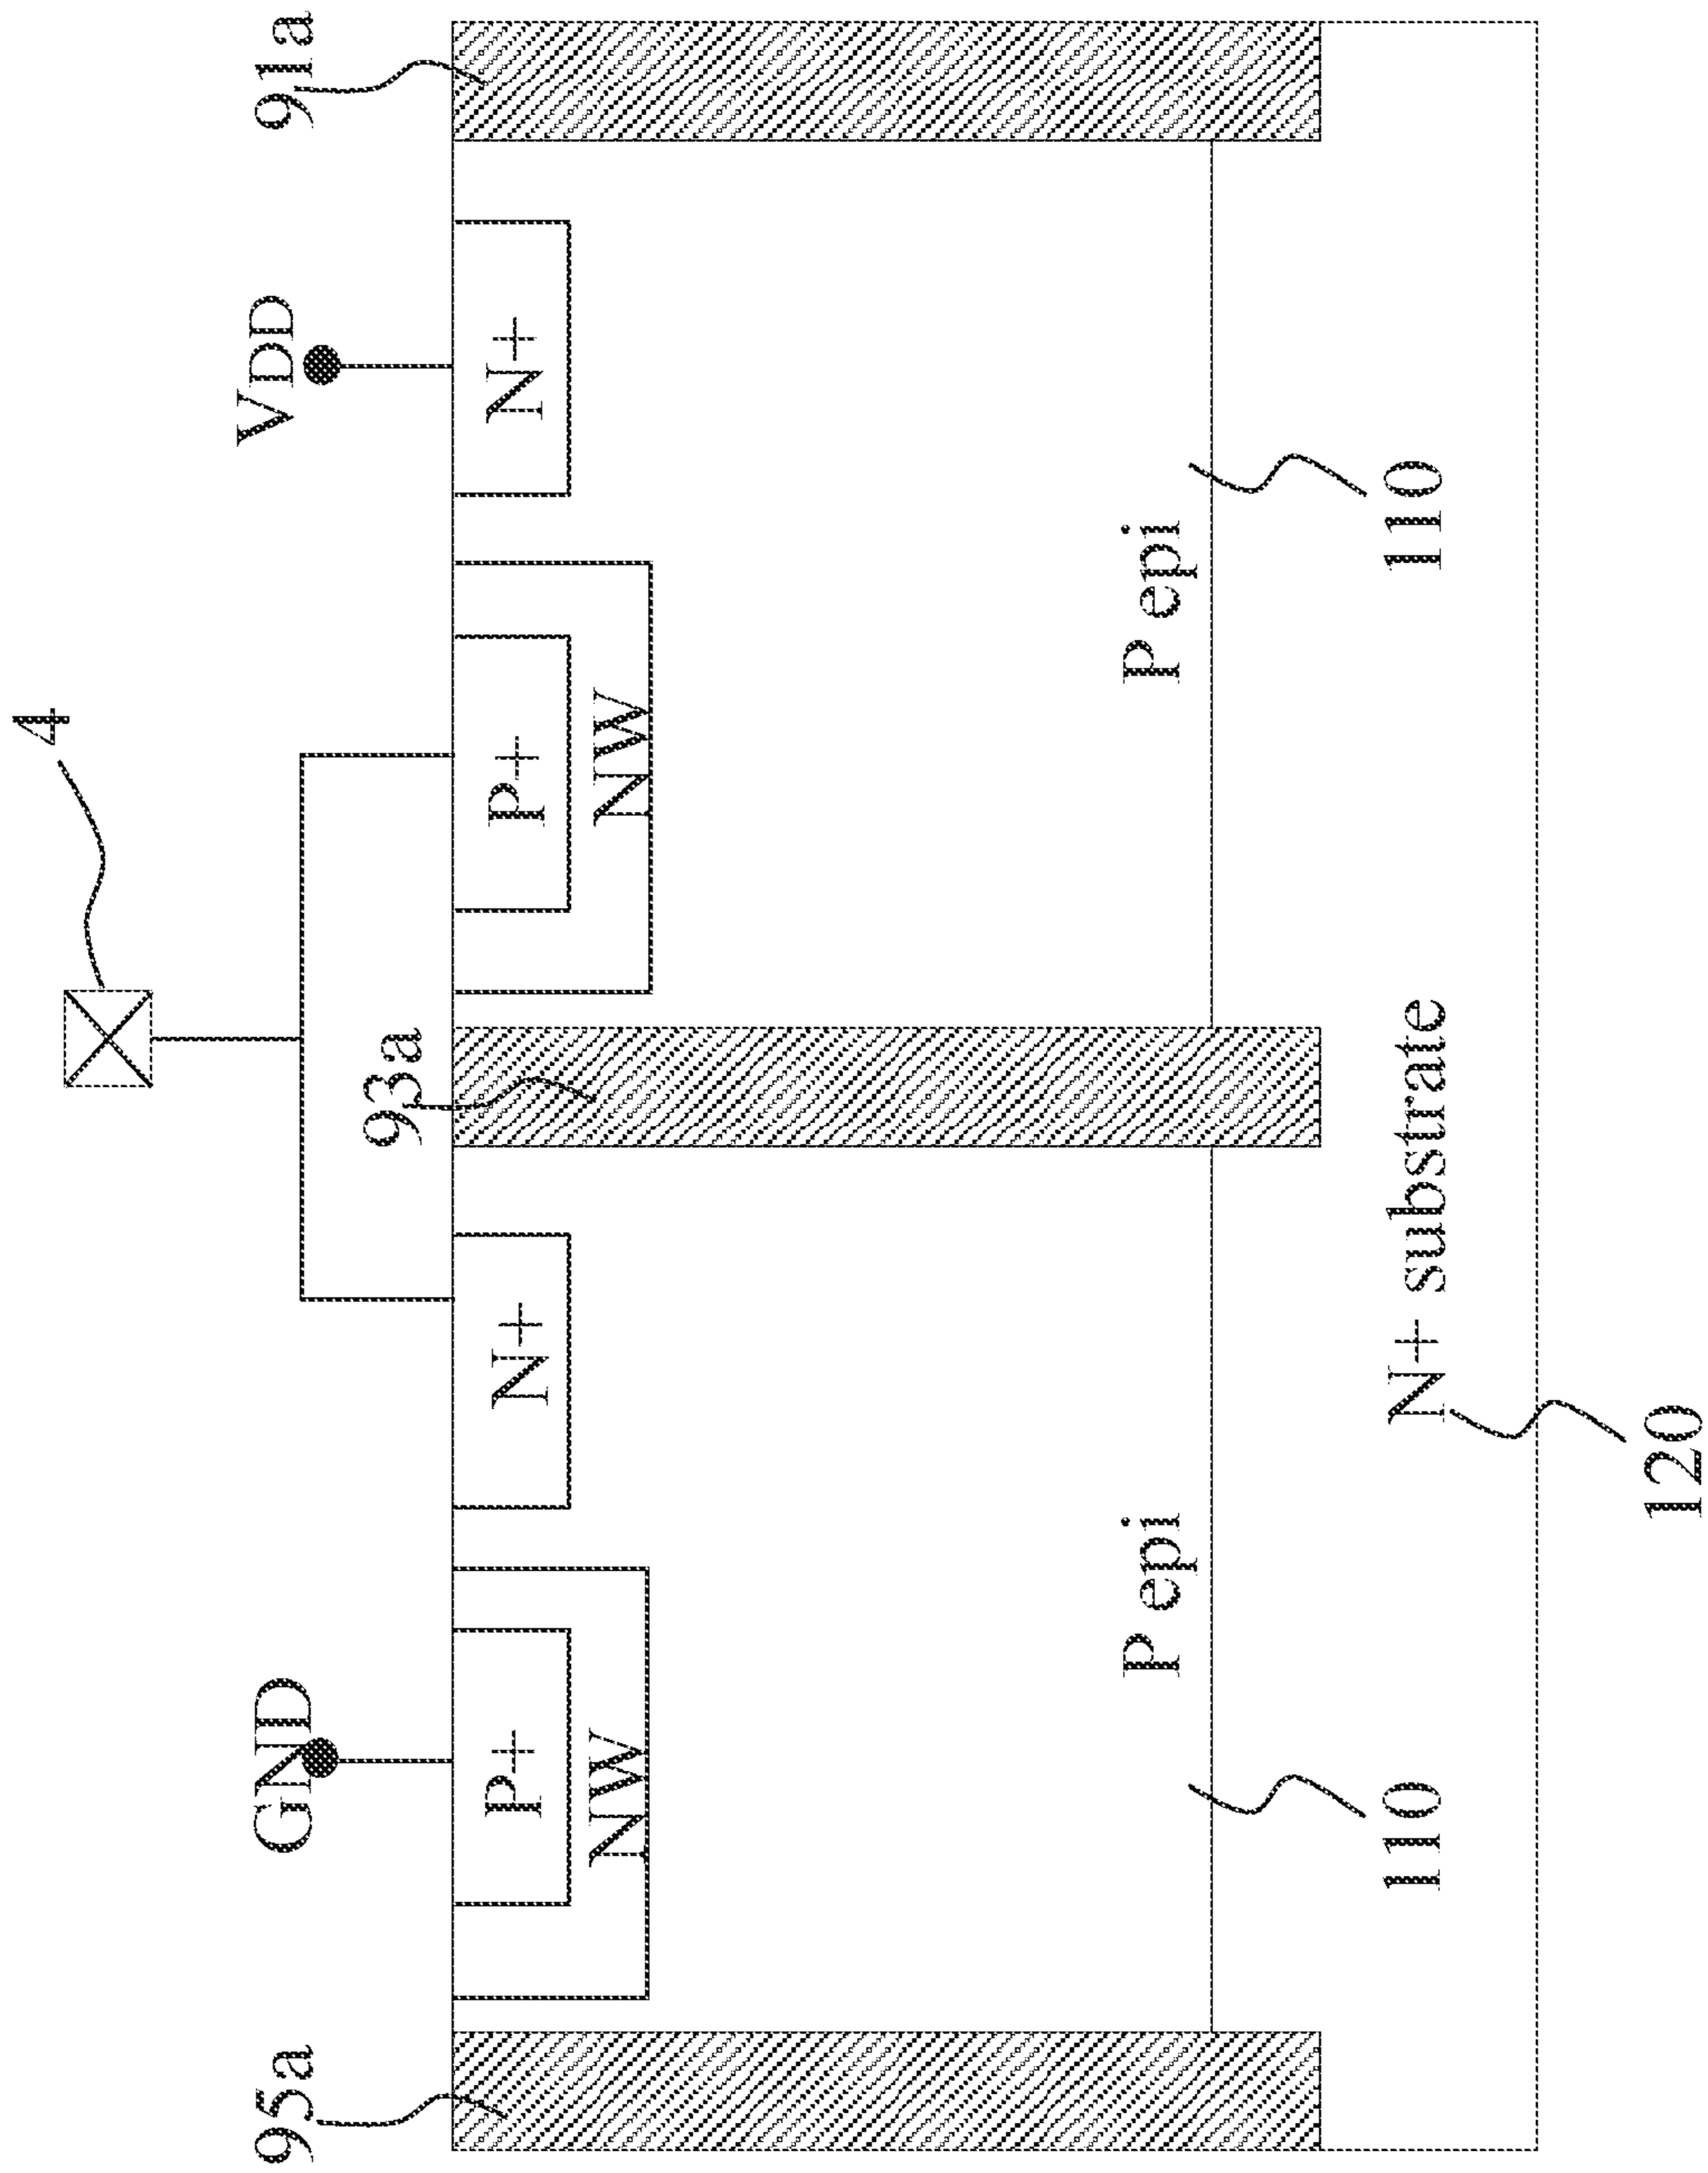 4
95a
GND
93a
VDD
91a
P+
NW
N+
P+
NW
N+
P epi
P epi
110
N+ substrate
110
120